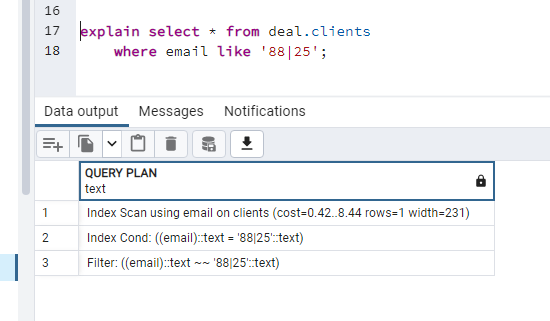 16
17 explain select * from deal.clients
18 where email like '88|25';
Data output Messages Notifications
QUERY PLAN
text
1 Index Scan using email on clients (cost=0.42..8.44 rows=1 width=231)
2 Index Cond: ((email)::text = '88|25'::text)
3 Filter: ((email)::text ~~ '88|25'::text)